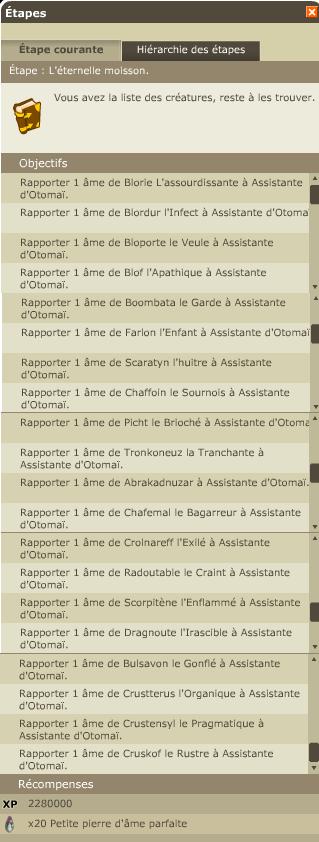 Étapes
Étape courante
Hiérarchie des étapes
Étape : L'éternelle moisson.
Vous avez la liste des créatures, reste à les trouver.
Objectifs
Rapporter 1 âme de Blorie L'assourdissante à Assistante
d'Otomaï.
Rapporter 1 âme de Blordur l'Infect à Assistante d'Otomaï
Rapporter 1 âme de Bloporte le Veule à Assistante
d'Otomaï.
Rapporter 1 âme de Blof l'Apathique à Assistante
d'Otomaï.
Rapporter 1 âme de Boombata le Garde à Assistante
d'Otomaï.
Rapporter 1 âme de Farlon l'Enfant à Assistante d'Otomaï
Rapporter 1 âme de Scaratyn l'huitre à Assistante
d'Otomaï.
Rapporter 1 âme de Chaffoin le Sournois à Assistante
d'Otomaï.
Rapporter 1 âme de Picht le Brioché à Assistante d'Otoma
Rapporter 1 âme de Tronkoneuz la Tranchante à
Assistante d'Otomaï.
Rapporter 1 âme de Abrakadnuzar à Assistante d'Otomaï.
Rapporter 1 âme de Chafemal le Bagarreur à Assistante
d'Otomaï.
Rapporter 1 âme de Crolnareff l'Exilé à Assistante
d'Otomaï.
Rapporter 1 âme de Radoutable le Craint à Assistante
d'Otomaï.
Rapporter 1 âme de Scorpitène l'Enflammé à Assistante
d'Otomaï.
Rapporter 1 âme de Dragnoute l'Irascible à Assistante
d'Otomaï.
Rapporter 1 âme de Bulsavon le Gonflé à Assistante
d'Otomaï.
Rapporter 1 âme de Crustterus l'Organique à Assistante
d'Otomaï.
Rapporter 1 âme de Crustensyl le Pragmatique à
Assistante d'Otomaï.
Rapporter 1 âme de Cruskof le Rustre à Assistante
d'Otomaï.
Récompenses
XP 2280000
x20 Petite pierre d'âme parfaite